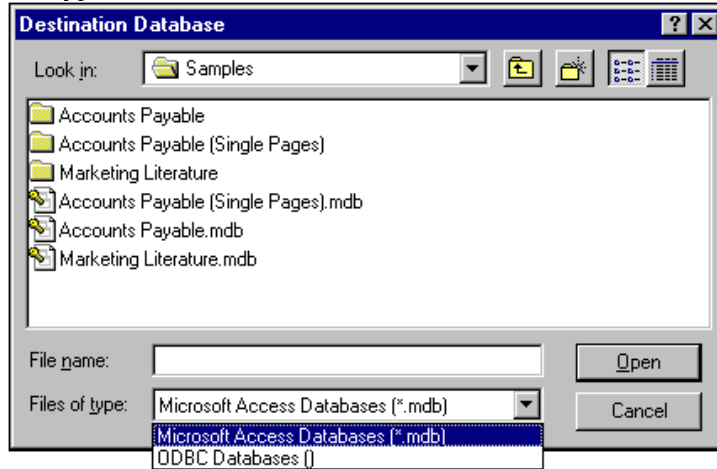 Destination Database
Look in: Samples
Accounts Payable
Accounts Payable (Single Pages)
Marketing Literature
Accounts Payable (Single Pages).mdb
Accounts Payable.mdb
Marketing Literature.mdb
File name: Open
Files of type: Microsoft Access Databases (*.mdb) Cancel
Microsoft Access Databases (*.mdb)
ODBC Databases ()